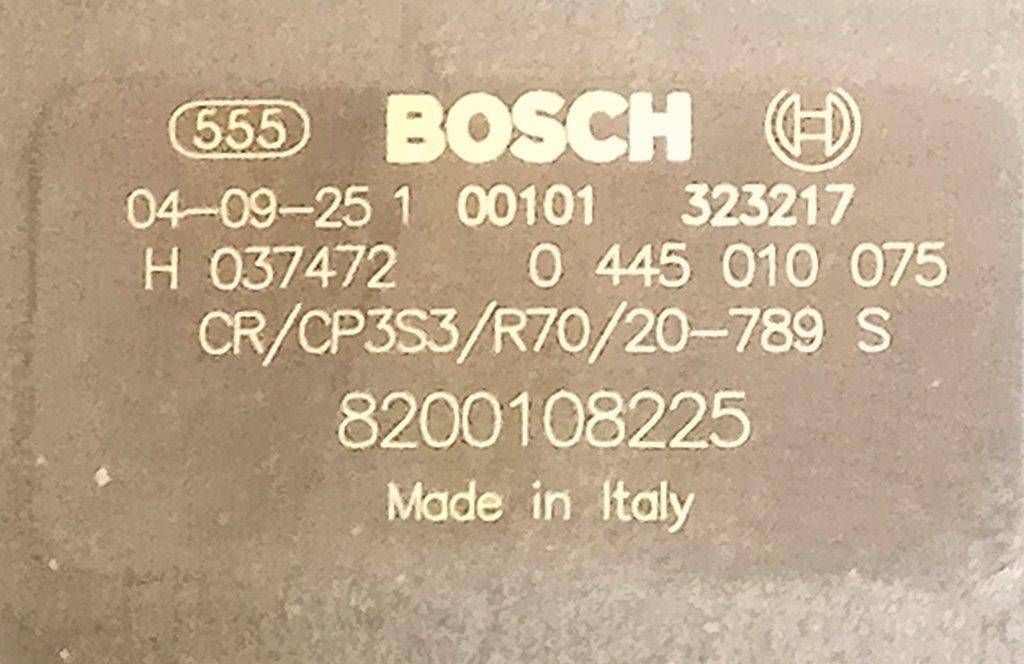 555 BOSCH
04-09-25 1 00101 323217
H 037472 0 445 010 075
CR/CP3S3/R70/20-789 S
8200108225
Made in Italy